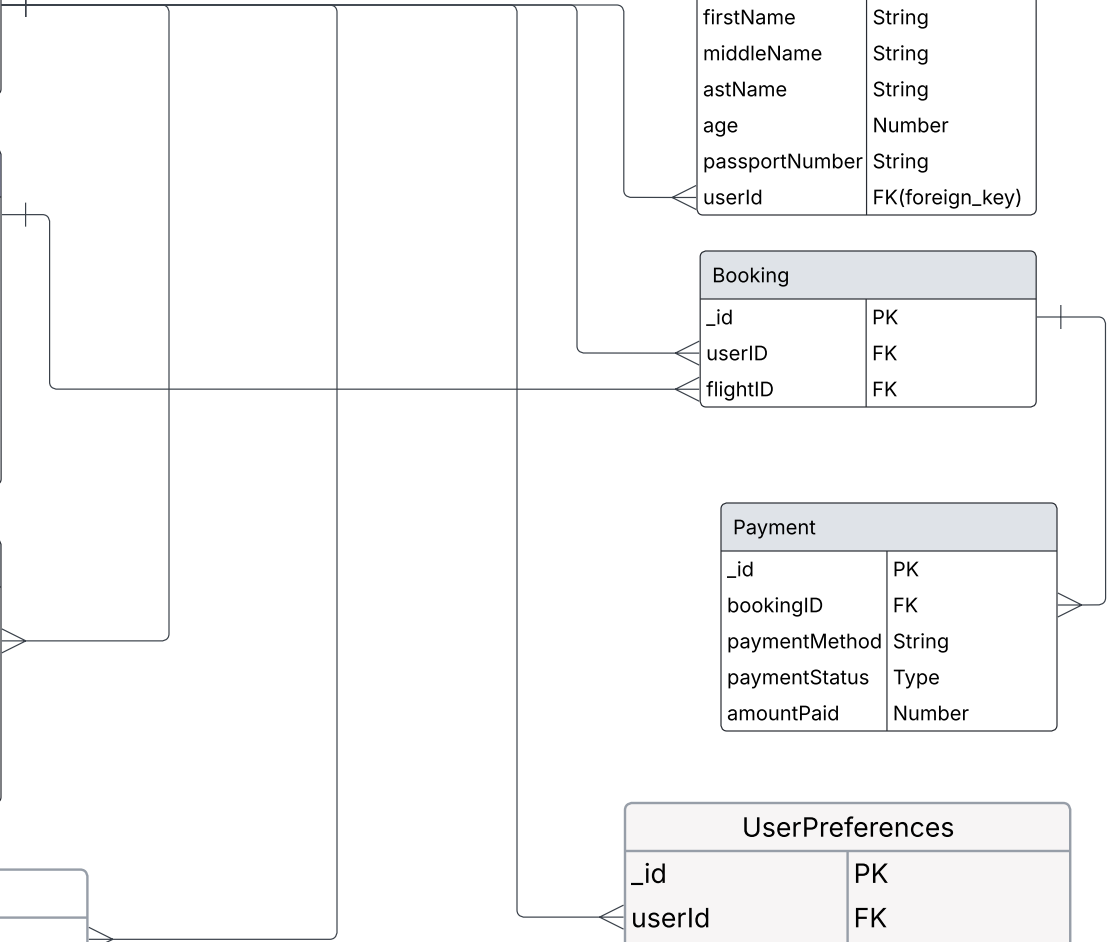 firstName String
middleName String
astName String
age Number
passportNumber String
userId FK(foreign_key)
Booking
_id PK
userID FK
flightID FK
Payment
_id PK
bookingID FK
paymentMethod String
paymentStatus Type
amountPaid Number
UserPreferences
_id PK
userId FK